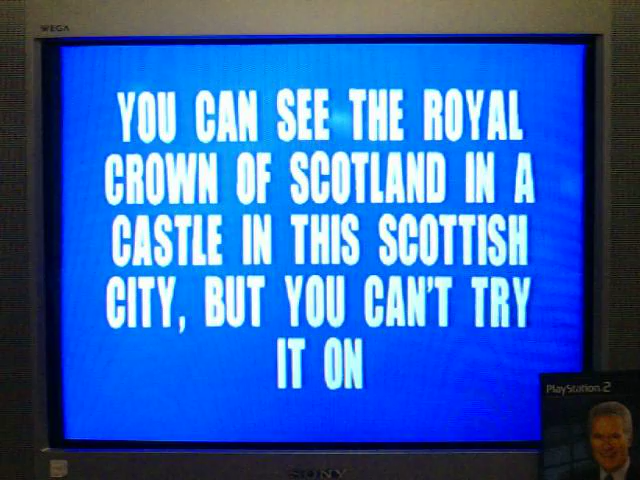 WEGA
YOU CAN SEE THE ROYAL
CROWN OF SCOTLAND IN A
CASTLE IN THIS SCOTTISH
CITY, BUT YOU CAN'T TRY
IT ON
PlayStation 2
SONY